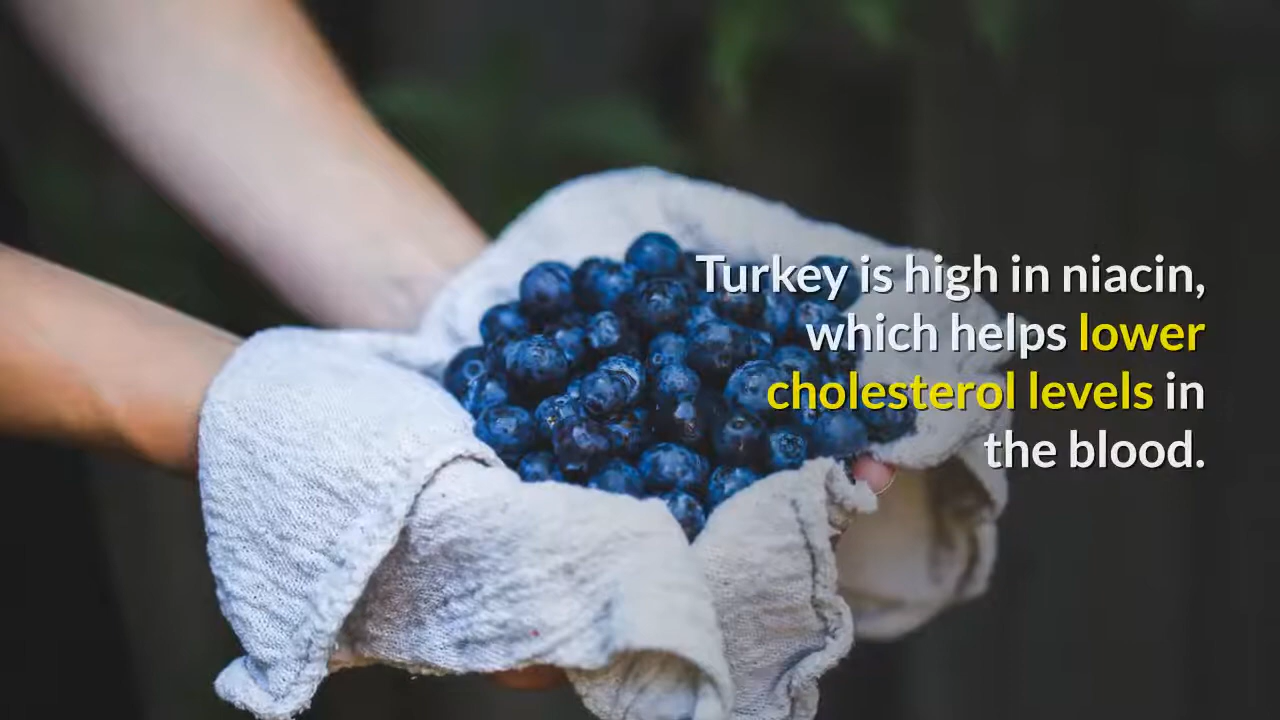 Turkey is high in niacin,
which helps lower
cholesterol levels in
the blood.